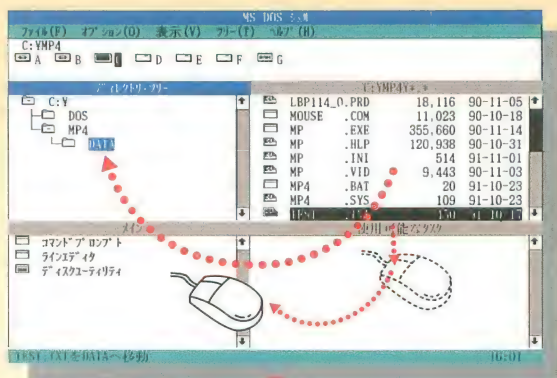 MS-DOS シェル
ファイル(F) オプション(O) 表示(V) ツリー(T) ヘルプ(H)
C:¥MP4
A B D E F G
ディレクトリ・ツリー
C:¥
DOS
MP4
DATA
C:¥MP4¥*.*
LBP114_0.PRD 18,116 90-11-05
MOUSE .COM 11,023 90-10-18
MP .EXE 355,660 90-11-14
MP .HLP 120,938 90-10-31
MP .INI 514 91-11-01
MP .VID 9,443 90-11-03
MP4 .BAT 20 91-10-23
MP4 .SYS 109 91-10-23
TEST .TXT 150 91-10-17
メイン
コマンドプロンプト
ラインエディタ
ディスクユーティリティ
使用可能なタスク
TEST.TXTをDATAへ移動
16:01